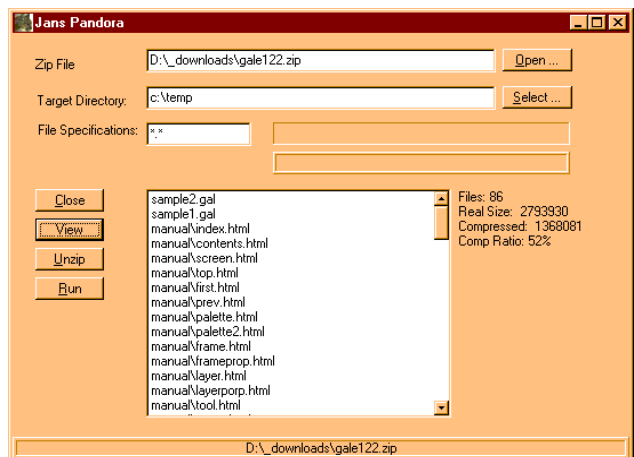 Jans Pandora
Zip File
D:\_downloads\gale122.zip
Open ...
Target Directory:
c:\temp
Select ...
File Specifications:
*.*
Close
View
Unzip
Run
sample2.gal
sample1.gal
manual\index.html
manual\contents.html
manual\screen.html
manual\top.html
manual\first.html
manual\prev.html
manual\palette.html
manual\palette2.html
manual\frame.html
manual\frameprop.html
manual\layer.html
manual\layerporp.html
manual\tool.html
Files: 86
Real Size: 2793930
Compressed: 1368081
Comp Ratio: 52%
D:\_downloads\gale122.zip